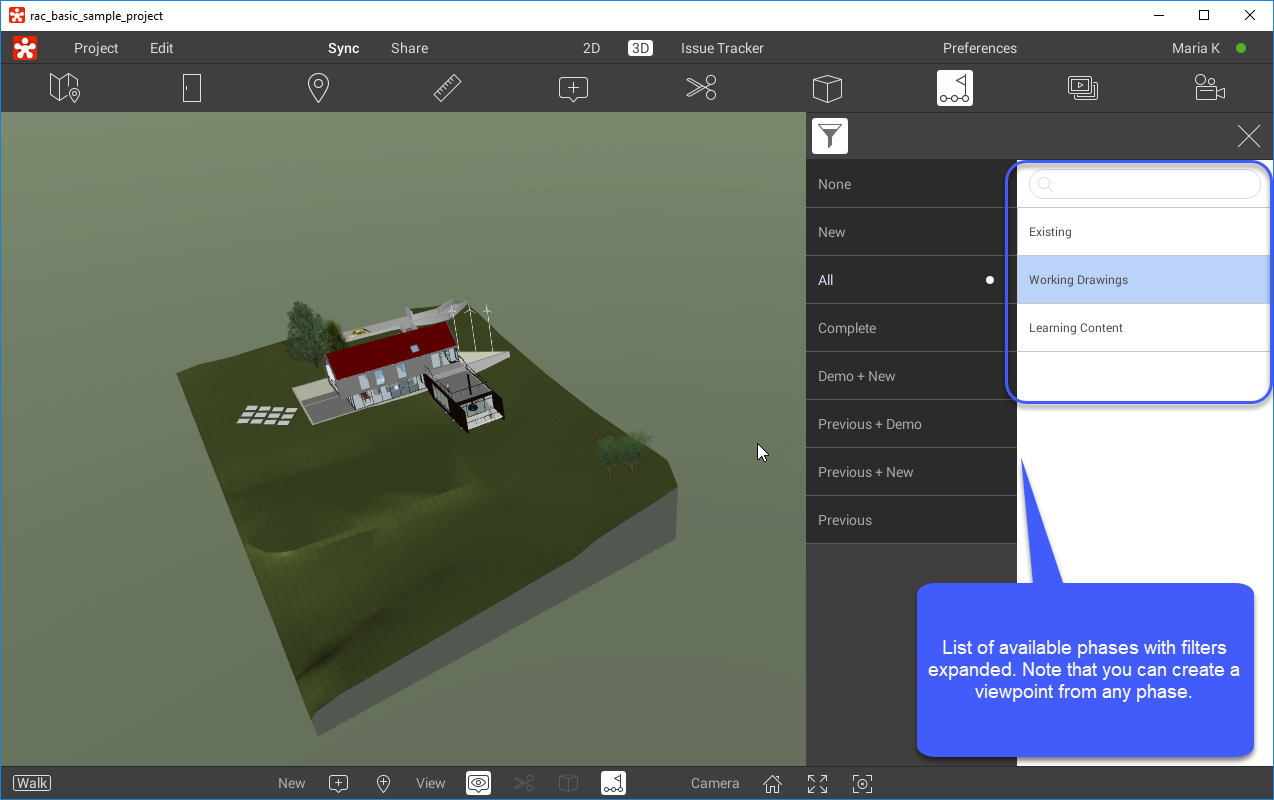 rac_basic_sample_project
Project Edit Sync Share 2D 3D Issue Tracker Preferences Maria K
None
New
All
Complete
Demo + New
Previous + Demo
Previous + New
Previous
Existing
Working Drawings
Learning Content
List of available phases with filters
expanded. Note that you can create a
viewpoint from any phase.
Walk New View Camera